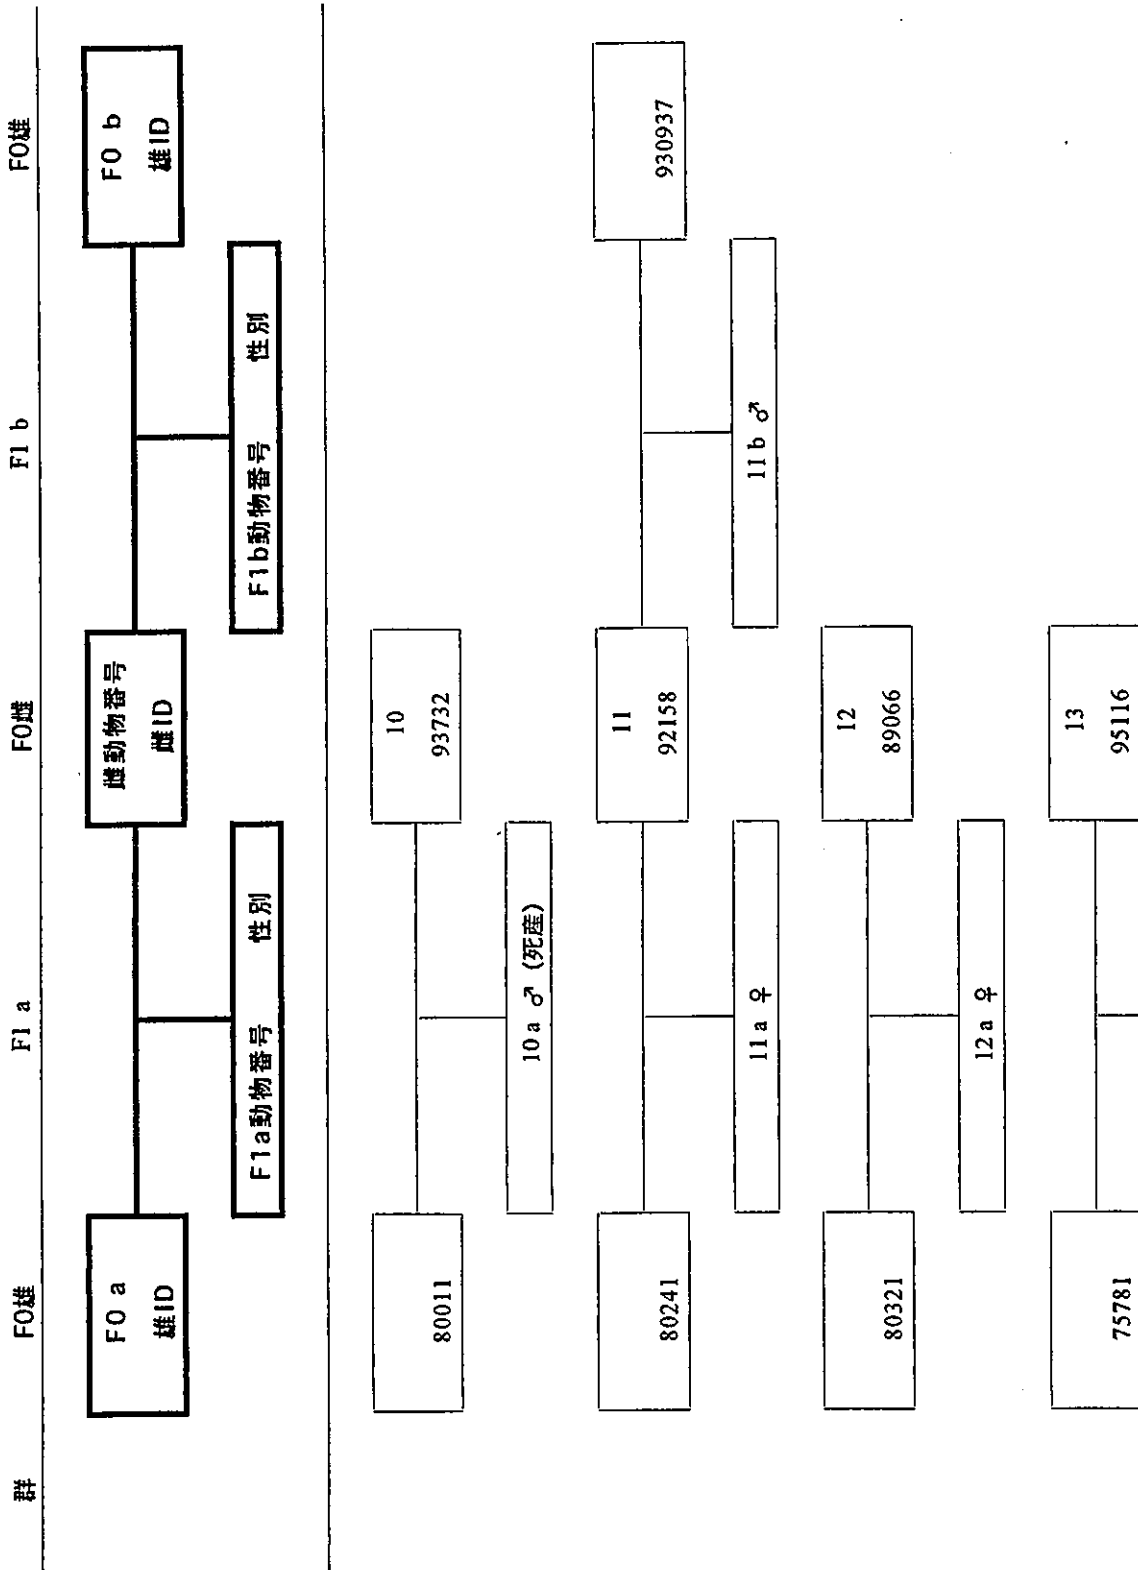 群 F0雄 F1 a F0雌 F1 b F0雄
F0 a
雄ID
F1a動物番号 性別
雌動物番号
雌ID
F1b動物番号 性別
F0 b
雄ID
80011
10 a ♂ (死産)
10
93732
80241
11 a ♀
11
92158
11 b ♂
930937
80321
12 a ♀
12
89066
75781
13
95116